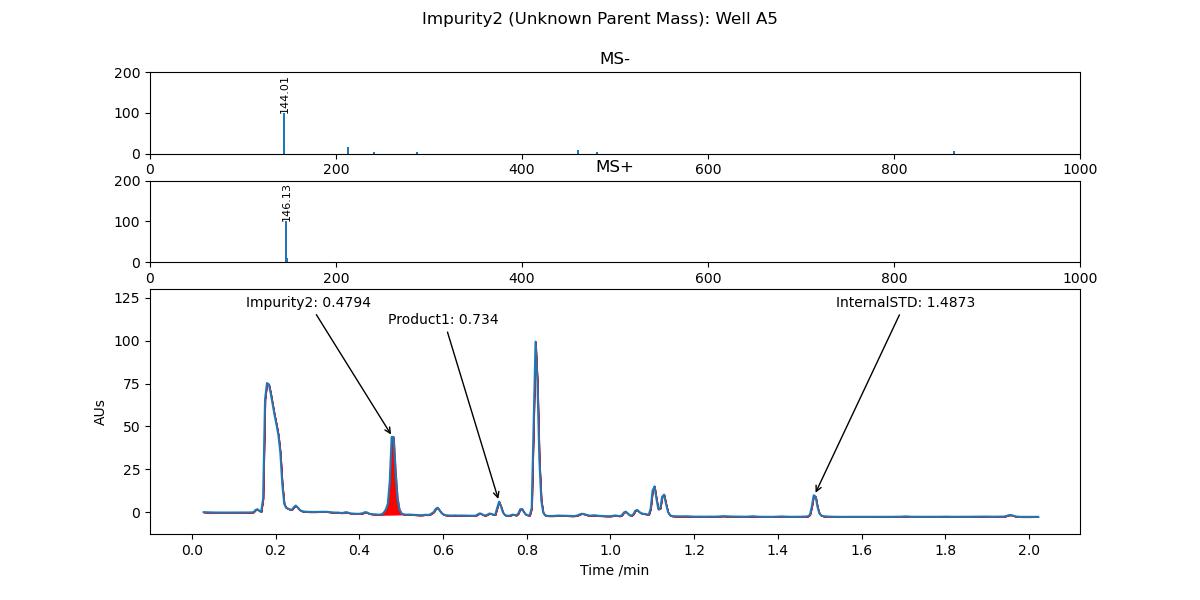 Impurity2 (Unknown Parent Mass): Well A5
MS-
200
100
0
144.01
0 200 400 600 800 1000
MS+
200
100
0
146.13
0 200 400 600 800 1000
125
100
75
50
25
0
AUs
Impurity2: 0.4794
Product1: 0.734
InternalSTD: 1.4873
0.0 0.2 0.4 0.6 0.8 1.0 1.2 1.4 1.6 1.8 2.0
Time /min